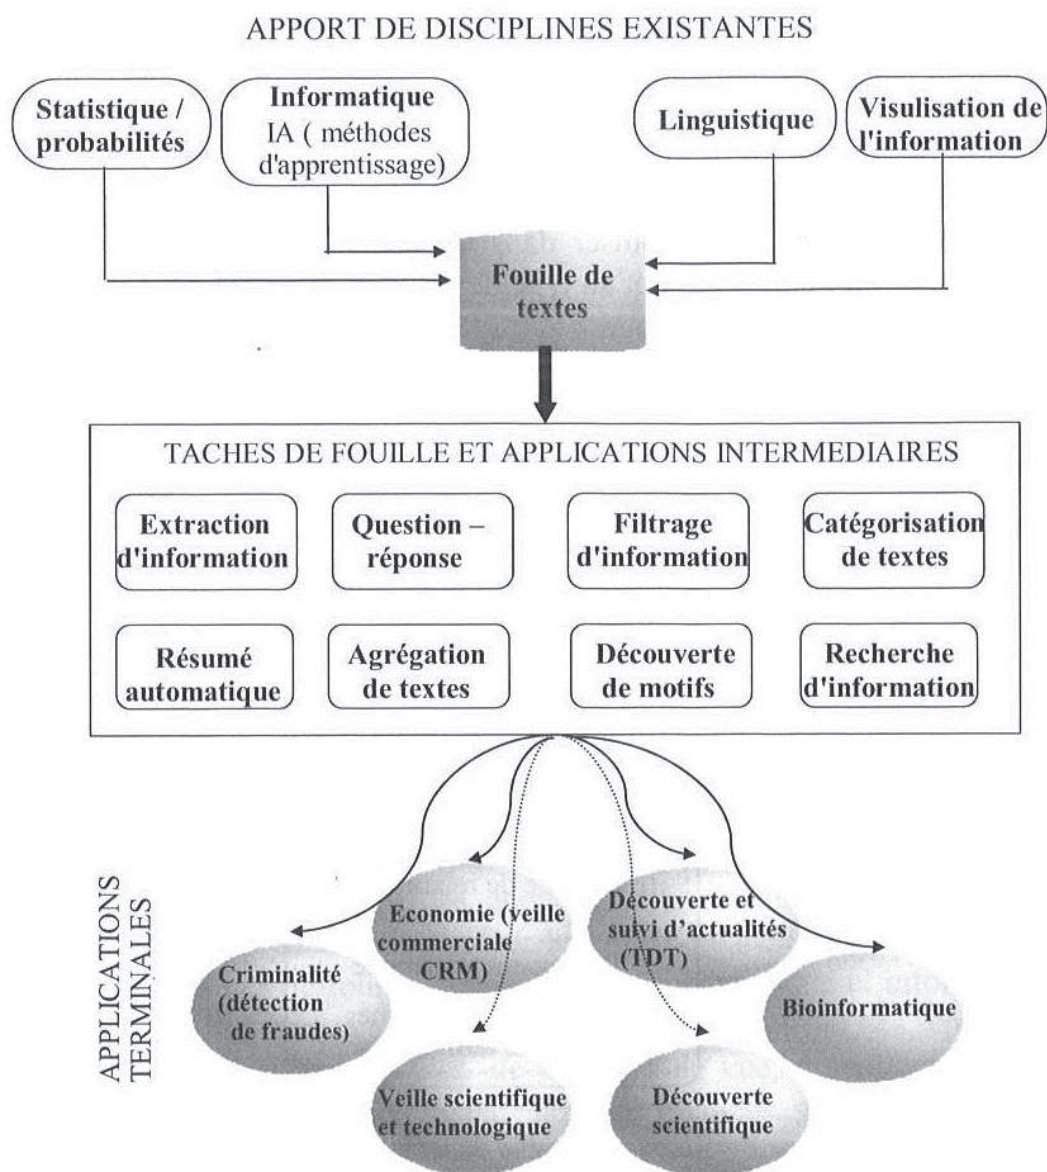 APPORT DE DISCIPLINES EXISTANTES
Statistique /
probabilités
Informatique
IA ( méthodes
d'apprentissage)
Linguistique
Visulisation de
l'information
Fouille de
textes
TACHES DE FOUILLE ET APPLICATIONS INTERMEDIAIRES
Extraction
d'information
Question –
réponse
Filtrage
d'information
Catégorisation
de textes
Résumé
automatique
Agrégation
de textes
Découverte
de motifs
Recherche
d'information
APPLICATIONS
TERMINALES
Criminalité
(détection
de fraudes)
Economie (veille
commerciale
CRM)
Découverte et
suivi d’actualités
(TDT)
Bioinformatique
Veille scientifique
et technologique
Découverte
scientifique